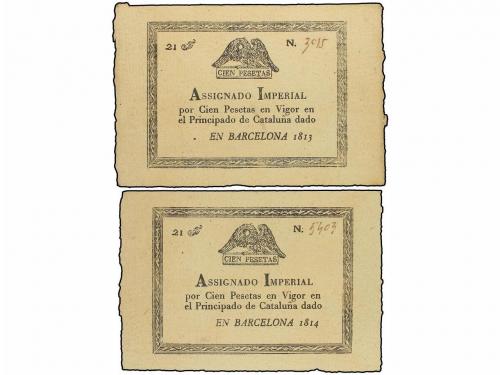 21 N. 3015
CIEN PESETAS
ASSIGNADO IMPERIAL
por Cien Pesetas en Vigor en
el Principado de Cataluña dado
EN BARCELONA 1813
21 N. 5403
CIEN PESETAS
ASSIGNADO IMPERIAL
por Cien Pesetas en Vigor en
el Principado de Cataluña dado
EN BARCELONA 1814